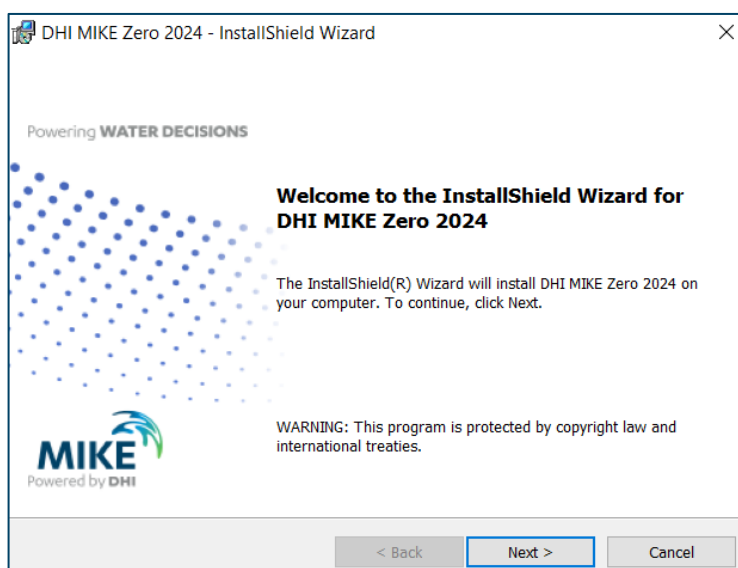 DHI MIKE Zero 2024 - InstallShield Wizard
Powering WATER DECISIONS
Welcome to the InstallShield Wizard for
DHI MIKE Zero 2024
The InstallShield(R) Wizard will install DHI MIKE Zero 2024 on
your computer. To continue, click Next.
WARNING: This program is protected by copyright law and
international treaties.
MIKE
Powered by DHI
< Back
Next >
Cancel